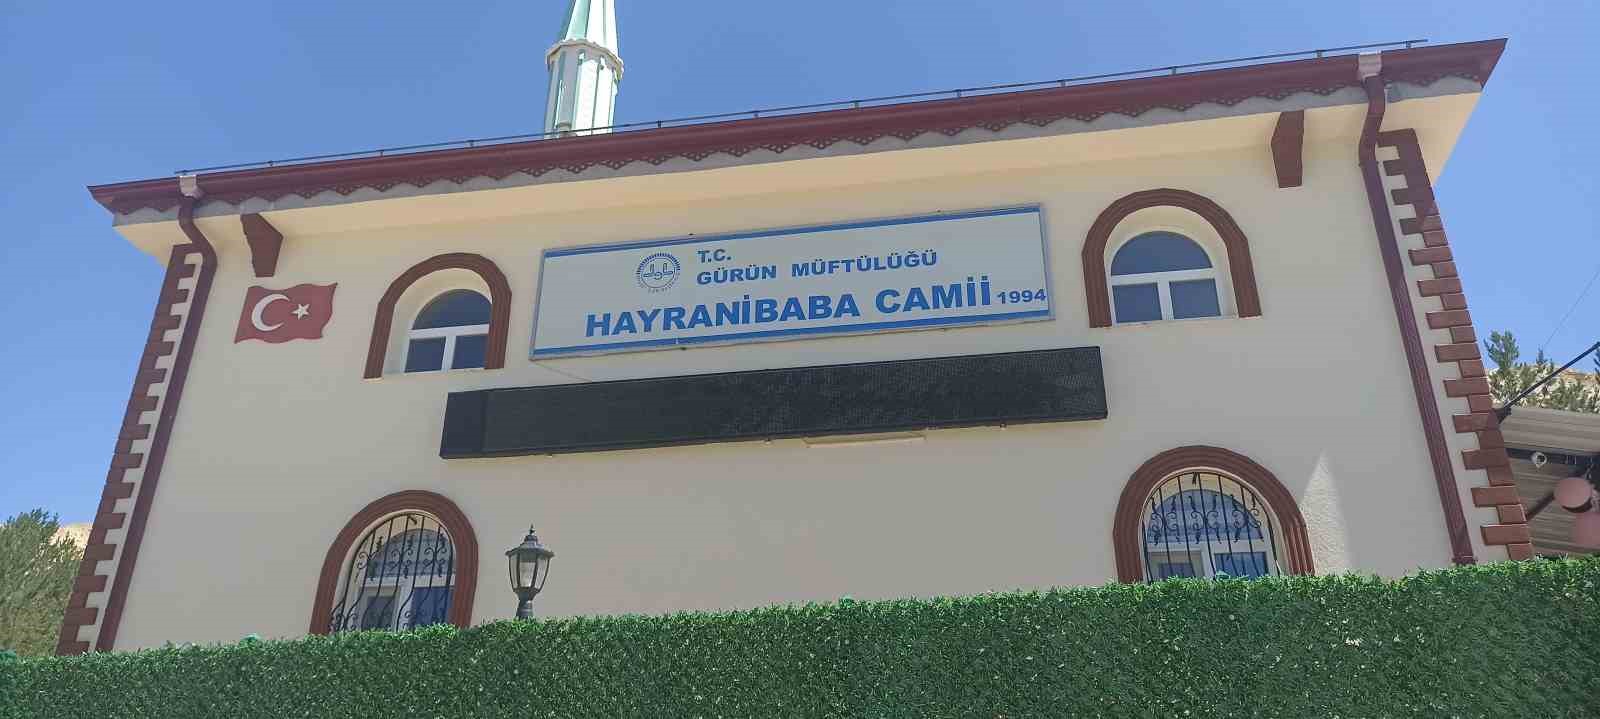 T.C.
GÜRÜN MÜFTÜLÜĞÜ
HAYRANİBABA CAMİİ 1994